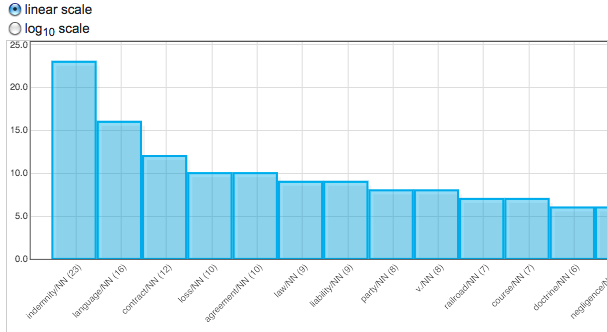 linear scale
log10 scale
25.0
20.0
15.0
10.0
5.0
0.0
indemnity/NN (23)
language/NN (16)
contract/NN (12)
loss/NN (10)
agreement/NN (10)
law/NN (9)
liability/NN (9)
party/NN (8)
v./NN (8)
railroad/NN (7)
course/NN (7)
doctrine/NN (6)
negligence/N